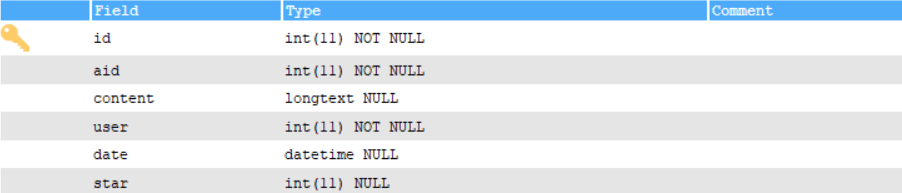 Field Type Comment
id int(11) NOT NULL
aid int(11) NOT NULL
content longtext NULL
user int(11) NOT NULL
date datetime NULL
star int(11) NULL